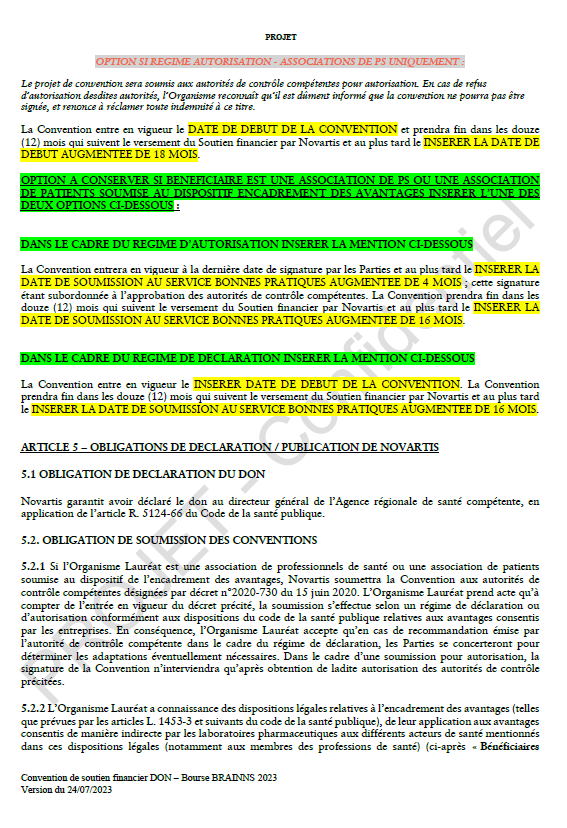 PROJET
OPTION SI REGIME AUTORISATION - ASSOCIATIONS DE PS UNIQUEMENT :
Le projet de convention sera soumis aux autorités de contrôle compétentes pour autorisation. En cas de refus
d'autorisation desdites autorités, l'Organisme reconnaît qu'il est dûment informé que la convention ne pourra pas être
signée, et renonce à réclamer toute indemnité à ce titre.
La Convention entre en vigueur le DATE DE DEBUT DE LA CONVENTION et prendra fin dans les douze
(12) mois qui suivent le versement du Soutien financier par Novartis et au plus tard le INSERER LA DATE DE
DEBUT AUGMENTEE DE 18 MOIS.
OPTION A CONSERVER SI BENEFICIAIRE EST UNE ASSOCIATION DE PS OU UNE ASSOCIATION
DE PATIENTS SOUMISE AU DISPOSITIF ENCADREMENT DES AVANTAGES INSERER L'UNE DES
DEUX OPTIONS CI-DESSOUS :
DANS LE CADRE DU REGIME D'AUTORISATION INSERER LA MENTION CI-DESSOUS
La Convention entrera en vigueur à la dernière date de signature par les Parties et au plus tard le INSERER LA
DATE DE SOUMISSION AU SERVICE BONNES PRATIQUES AUGMENTEE DE 4 MOIS ; cette signature
étant subordonnée à l'approbation des autorités de contrôle compétentes. La Convention prendra fin dans les
douze (12) mois qui suivent le versement du Soutien financier par Novartis et au plus tard le INSERER LA
DATE DE SOUMISSION AU SERVICE BONNES PRATIQUES AUGMENTEE DE 16 MOIS.
DANS LE CADRE DU REGIME DE DECLARATION INSERER LA MENTION CI-DESSOUS
La Convention entre en vigueur le INSERER DATE DE DEBUT DE LA CONVENTION. La Convention
prendra fin dans les douze (12) mois qui suivent le versement du Soutien financier par Novartis et au plus tard
le INSERER LA DATE DE SOUMISSION AU SERVICE BONNES PRATIQUES AUGMENTEE DE 16 MOIS.
ARTICLE 5 – OBLIGATIONS DE DECLARATION / PUBLICATION DE NOVARTIS
5.1 OBLIGATION DE DECLARATION DU DON
Novartis garantit avoir déclaré le don au directeur général de l'Agence régionale de santé compétente, en
application de l'article R. 5124-66 du Code de la santé publique.
5.2. OBLIGATION DE SOUMISSION DES CONVENTIONS
5.2.1 Si l'Organisme Lauréat est une association de professionnels de santé ou une association de patients
soumise au dispositif de l'encadrement des avantages, Novartis soumettra la Convention aux autorités de
contrôle compétentes désignées par décret n°2020-730 du 15 juin 2020. L'Organisme Lauréat prend acte qu'à
compter de l'entrée en vigueur du décret précité, la soumission s'effectue selon un régime de déclaration ou
d'autorisation, conformément aux dispositions du code de la santé publique relatives aux avantages consentis
par les entreprises. En conséquence, l'Organisme Lauréat accepte qu'en cas de recommandation émise par
l'autorité de contrôle compétente dans le cadre du régime de déclaration, les Parties se concerteront pour
déterminer les adaptations éventuellement nécessaires. Dans le cadre d'une soumission pour autorisation, la
signature de la Convention n'interviendra qu'après obtention de ladite autorisation des autorités de contrôle
précitées.
5.2.2 L'Organisme Lauréat a connaissance des dispositions légales relatives à l'encadrement des avantages (telles
que prévues par les articles L. 1453-3 et suivants du code de la santé publique), de leur application aux avantages
consentis de manière indirecte par les laboratoires pharmaceutiques aux différents acteurs de santé mentionnés
dans ces dispositions légales (notamment aux membres des professions de santé) (ci-après « Bénéficiaires
Convention de soutien financier DON – Bourse BRAINNS 2023
Version du 24/07/2023
PROJET - Confidentiel